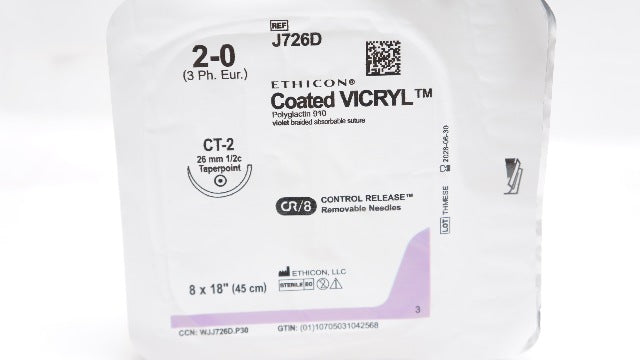 REF
J726D
2-0
(3 Ph. Eur.)
ETHICON®
Coated VICRYL™
Polyglactin 910
violet braided absorbable suture
CT-2
26 mm 1/2c
Taperpoint
CR/8 CONTROL RELEASE™
Removable Needles
2028-06-30
LOT THMESE
ETHICON, LLC
STERILE EO
8 x 18" (45 cm)
3
CCN: WJJ726D.P30
GTIN: (01)10705031042568